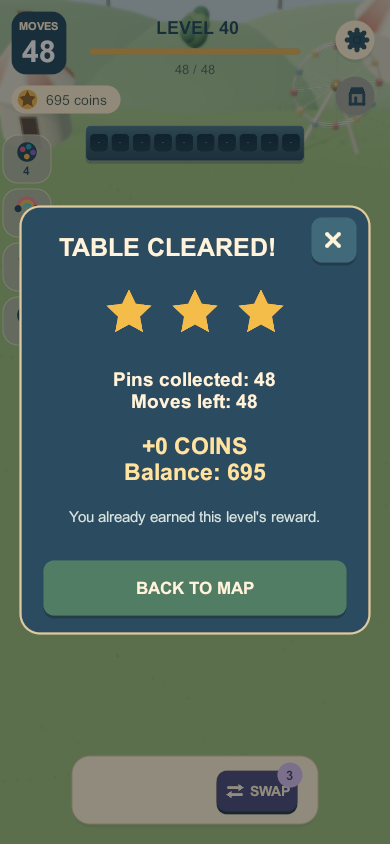 MOVES
48
LEVEL 40
48 / 48
695 coins
4
TABLE CLEARED!
Pins collected: 48
Moves left: 48
+0 COINS
Balance: 695
You already earned this level's reward.
BACK TO MAP
3
SWAP